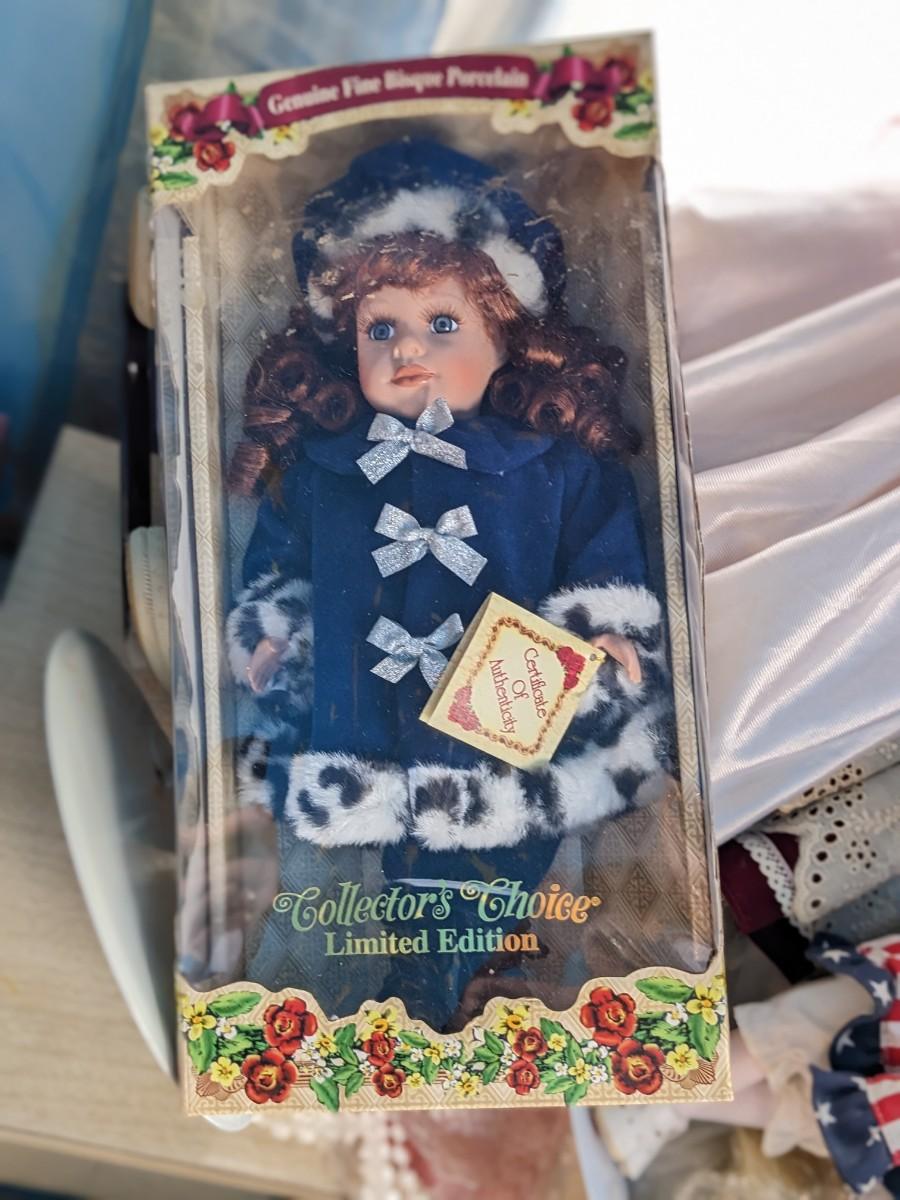 Genuine Fine Bisque Porcelain
Certificate
Of
Authenticity
Collector's Choice
Limited Edition